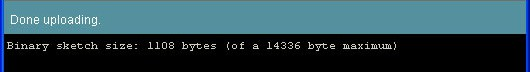 Done uploading.
Binary sketch size: 1108 bytes (of a 14336 byte maximum)